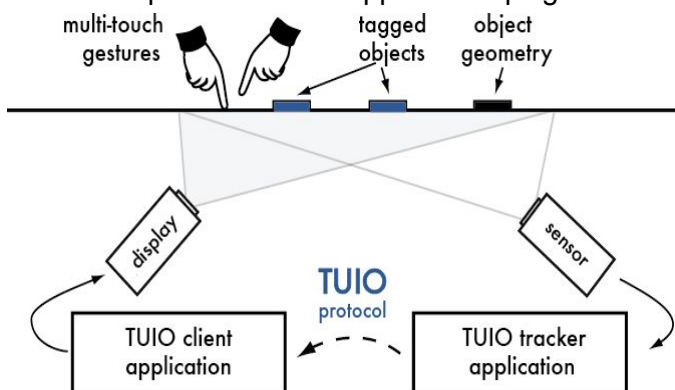 multi-touch
gestures
tagged
objects
object
geometry
display
sensor
TUIO
protocol
TUIO client
application
TUIO tracker
application